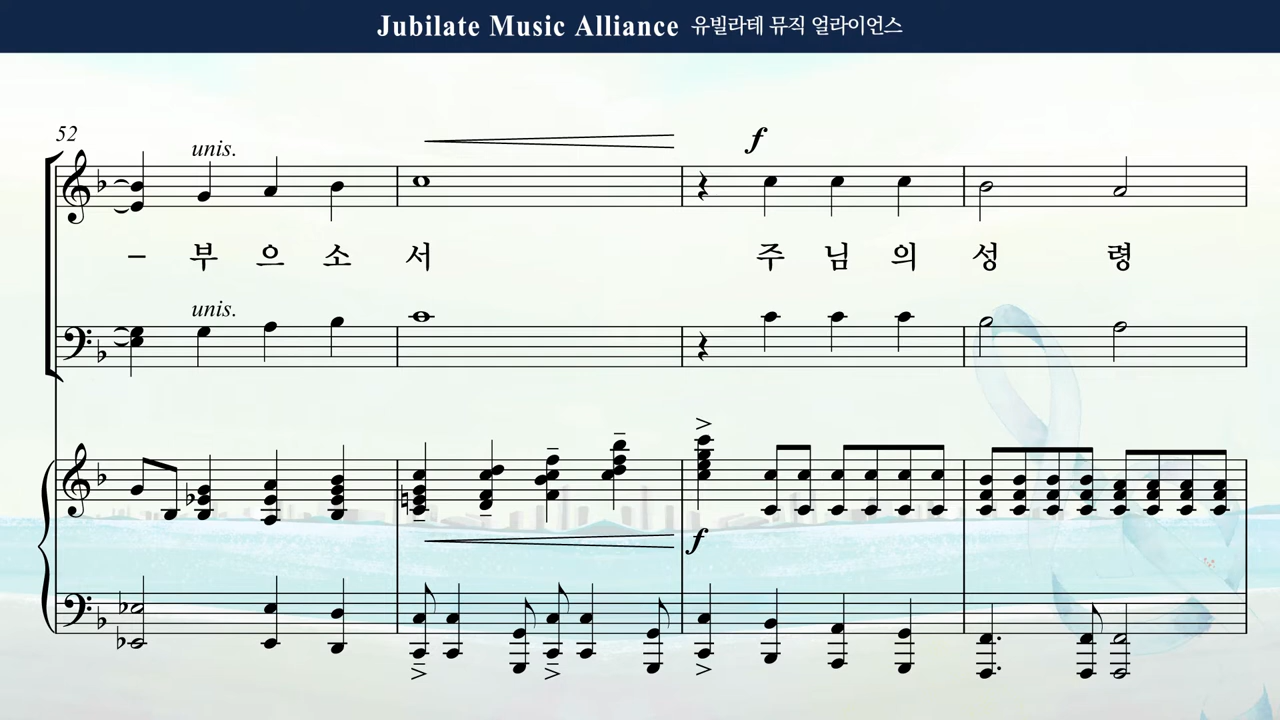 Jubilate Music Alliance 유빌라테 뮤직 얼라이언스
52
unis.
f
– 부 으 소 서 주 님 의 성 령
unis.
f